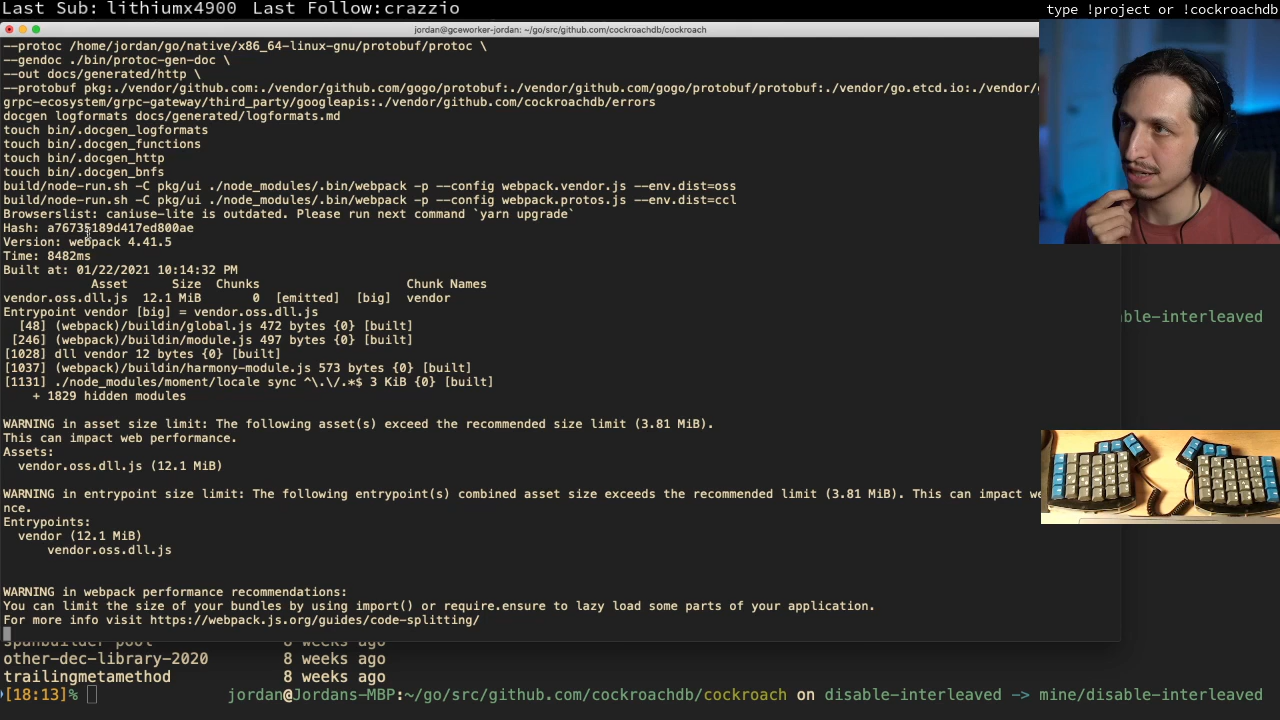 Last Sub: lithiumx4900 Last Follow:crazzio
type !project or !cockroachdb
jordan@gceworker-jordan: ~/go/src/github.com/cockroachdb/cockroach
--protoc /home/jordan/go/native/x86_64-linux-gnu/protobuf/protoc \
--gendoc ./bin/protoc-gen-doc \
--out docs/generated/http \
--protobuf pkg:./vendor/github.com:./vendor/github.com/gogo/protobuf:./vendor/github.com/gogo/protobuf/protobuf:./vendor/go.etcd.io:./vendor/
grpc-ecosystem/grpc-gateway/third_party/googleapis:./vendor/github.com/cockroachdb/errors
docgen logformats docs/generated/logformats.md
touch bin/.docgen_logformats
touch bin/.docgen_functions
touch bin/.docgen_http
touch bin/.docgen_bnfs
build/node-run.sh -C pkg/ui ./node_modules/.bin/webpack -p --config webpack.vendor.js --env.dist=oss
build/node-run.sh -C pkg/ui ./node_modules/.bin/webpack -p --config webpack.protos.js --env.dist=ccl
Browserslist: caniuse-lite is outdated. Please run next command `yarn upgrade`
Hash: a76735189d417ed800ae
Version: webpack 4.41.5
Time: 8482ms
Built at: 01/22/2021 10:14:32 PM
Asset Size Chunks Chunk Names
vendor.oss.dll.js 12.1 MiB 0 [emitted] [big] vendor
Entrypoint vendor [big] = vendor.oss.dll.js
[48] (webpack)/buildin/global.js 472 bytes {0} [built]
[246] (webpack)/buildin/module.js 497 bytes {0} [built]
[1028] dll vendor 12 bytes {0} [built]
[1037] (webpack)/buildin/harmony-module.js 573 bytes {0} [built]
[1131] ./node_modules/moment/locale sync ^\.\/.*$ 3 KiB {0} [built]
+ 1829 hidden modules
WARNING in asset size limit: The following asset(s) exceed the recommended size limit (3.81 MiB).
This can impact web performance.
Assets:
vendor.oss.dll.js (12.1 MiB)
WARNING in entrypoint size limit: The following entrypoint(s) combined asset size exceeds the recommended limit (3.81 MiB). This can impact we
nce.
Entrypoints:
vendor (12.1 MiB)
vendor.oss.dll.js
WARNING in webpack performance recommendations:
You can limit the size of your bundles by using import() or require.ensure to lazy load some parts of your application.
For more info visit https://webpack.js.org/guides/code-splitting/
ble-interleaved
spanbuilder-pool 8 weeks ago
other-dec-library-2020 8 weeks ago
trailingmetamethod 8 weeks ago
[18:13]% jordan@Jordans-MBP:~/go/src/github.com/cockroachdb/cockroach on disable-interleaved -> mine/disable-interleaved